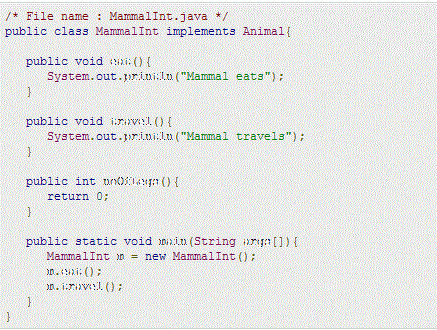 /* File name : MammalInt.java */
public class MammalInt implements Animal{
public void eat(){
System.out.println("Mammal eats");
}
public void travel(){
System.out.println("Mammal travels");
}
public int noOfLegs(){
return 0;
}
public static void main(String args[]){
MammalInt m = new MammalInt();
m.eat();
m.travel();
}
}